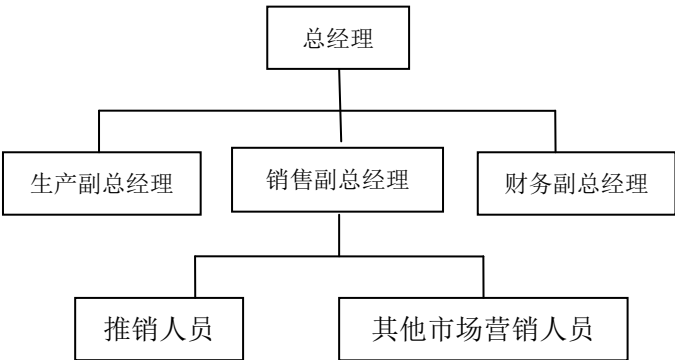 总经理
生产副总经理
销售副总经理
财务副总经理
推销人员
其他市场营销人员